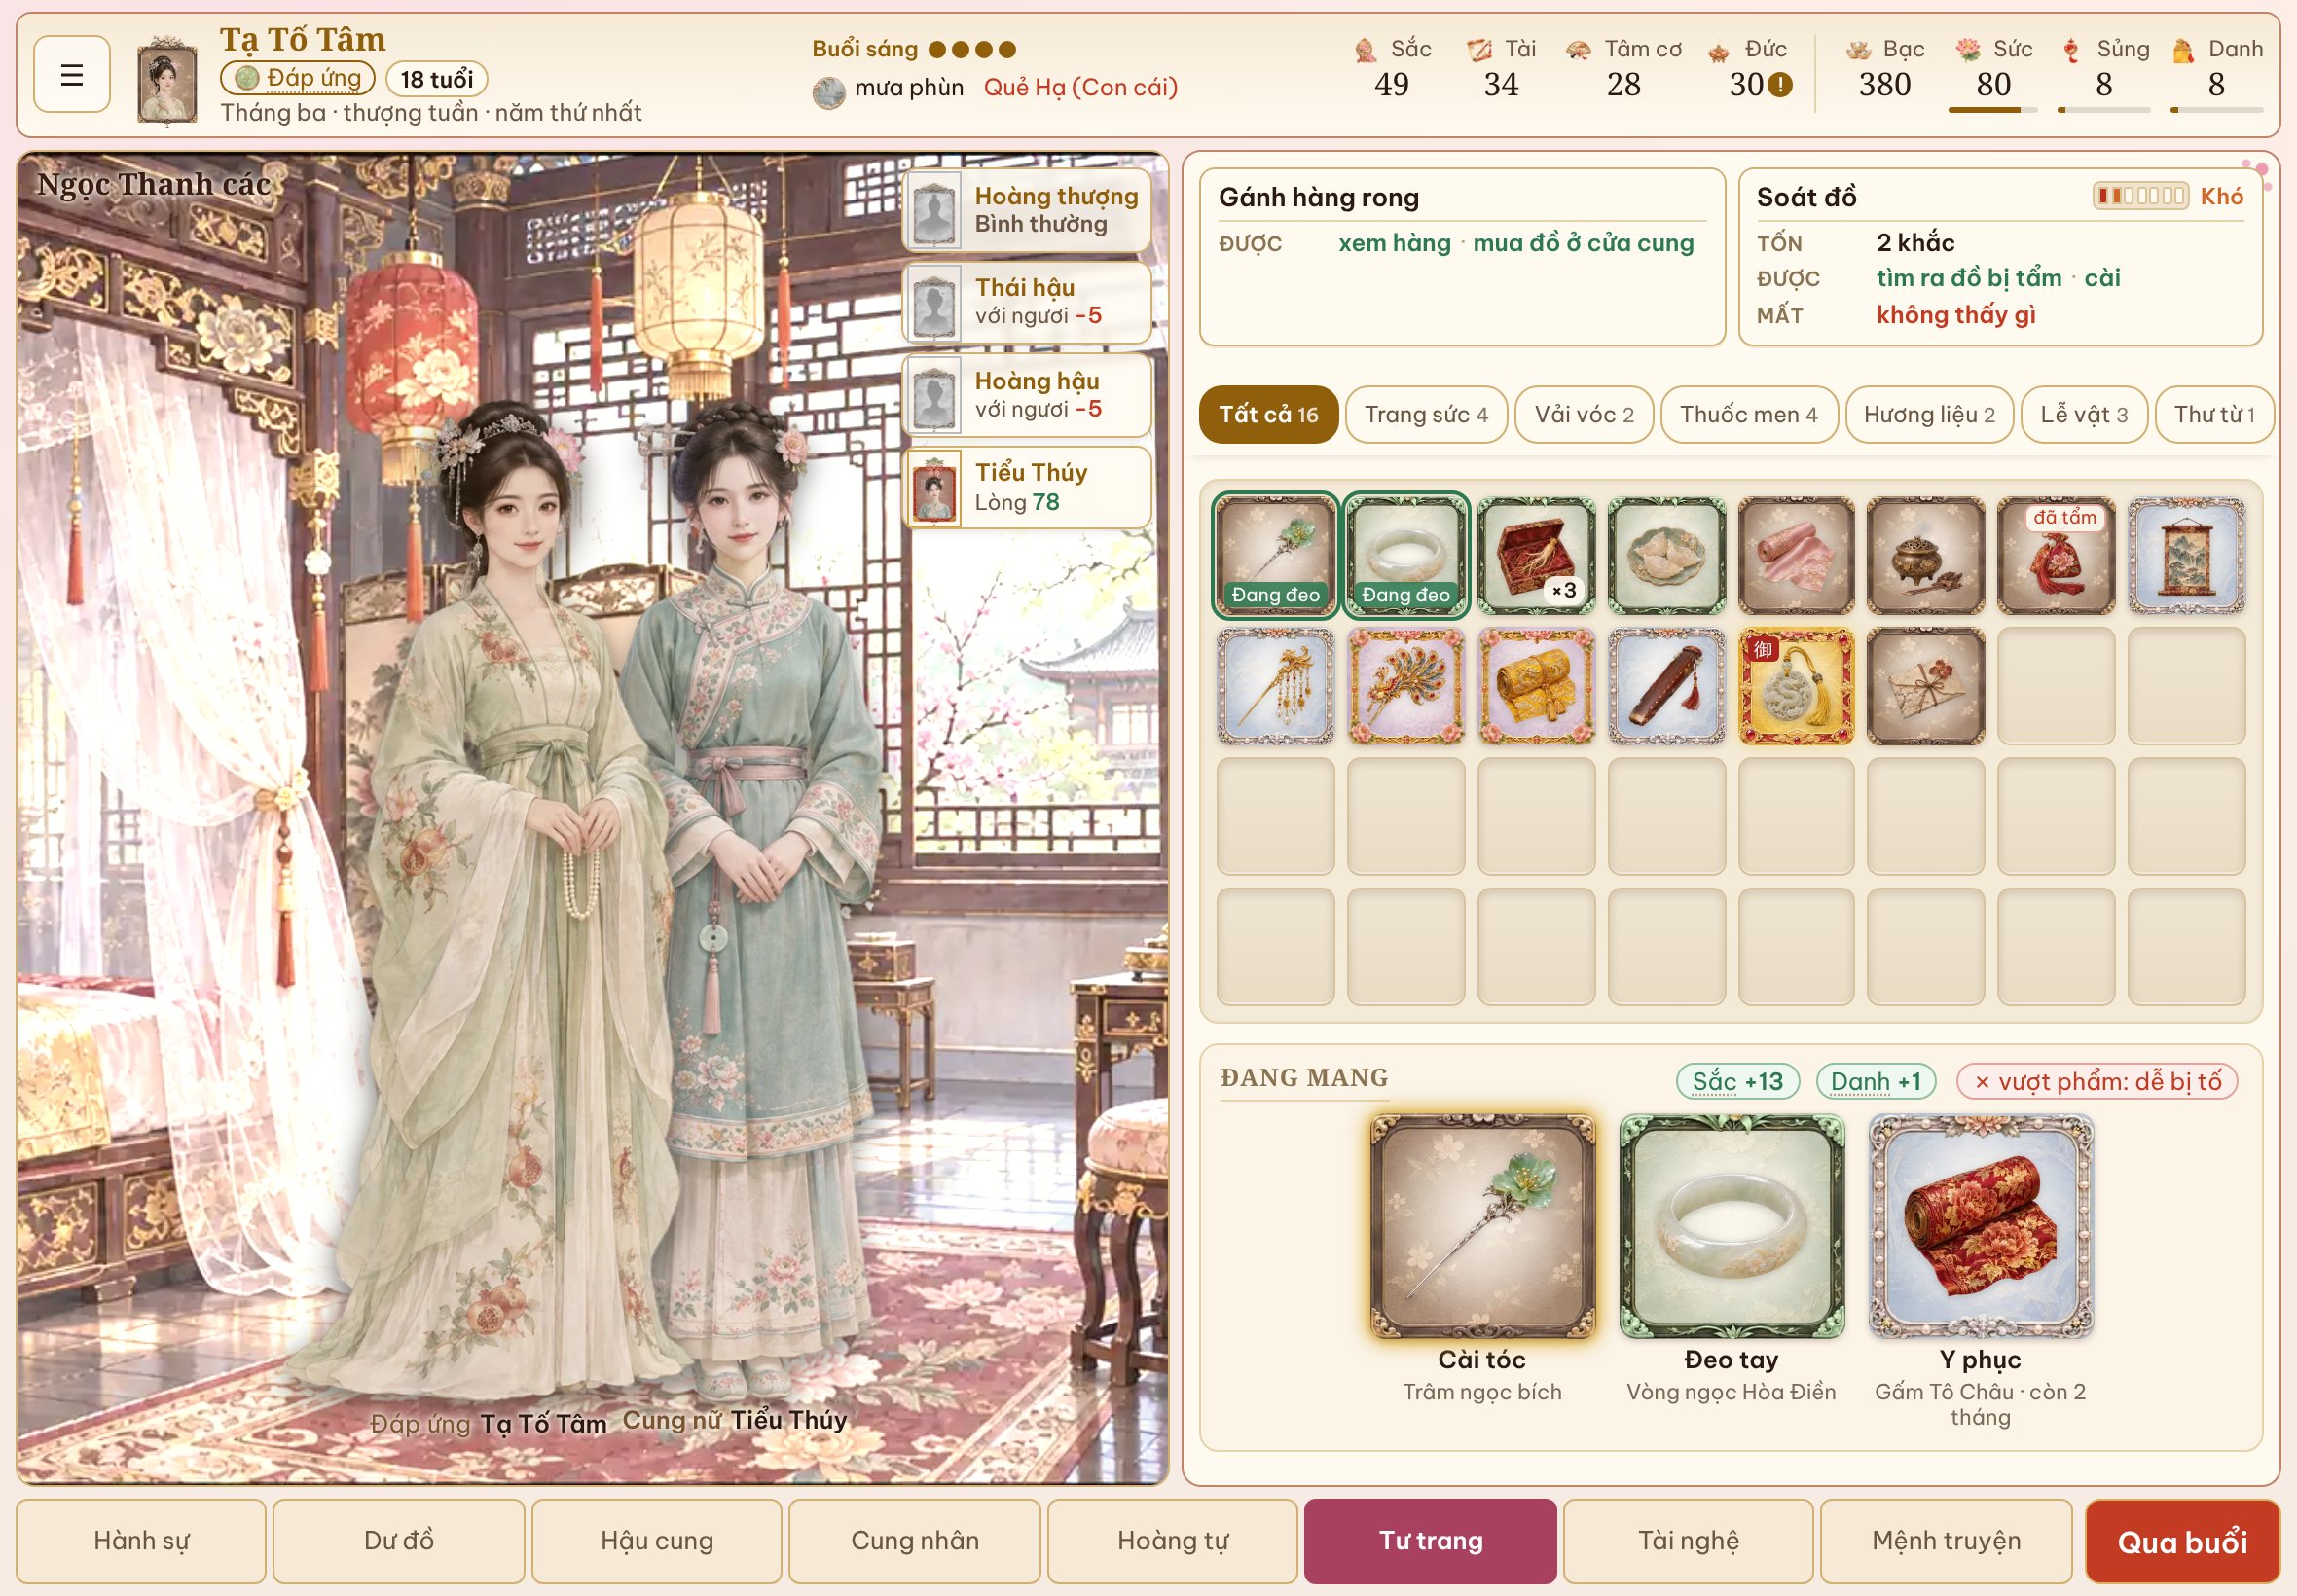 Tạ Tố Tâm
Đáp ứng 18 tuổi
Tháng ba · thượng tuần · năm thứ nhất
Buổi sáng
mưa phùn Quẻ Hạ (Con cái)
Sắc 49
Tài 34
Tâm cơ 28
Đức 30 !
Bạc 380
Sức 80
Sủng 8
Danh 8
Ngọc Thanh các
Hoàng thượng
Bình thường
Thái hậu
với ngươi -5
Hoàng hậu
với ngươi -5
Tiểu Thúy
Lòng 78
Đáp ứng Tạ Tố Tâm
Cung nữ Tiểu Thúy
Gánh hàng rong
ĐƯỢC xem hàng · mua đồ ở cửa cung
Soát đồ Khó
TỐN 2 khắc
ĐƯỢC tìm ra đồ bị tẩm · cài
MẤT không thấy gì
Tất cả 16
Trang sức 4
Vải vóc 2
Thuốc men 4
Hương liệu 2
Lễ vật 3
Thư từ 1
Đang đeo
Đang đeo
×3
đã tẩm
御
ĐANG MANG
Sắc +13
Danh +1
× vượt phẩm: dễ bị tố
Cài tóc
Trâm ngọc bích
Đeo tay
Vòng ngọc Hòa Điền
Y phục
Gấm Tô Châu · còn 2
tháng
Hành sự
Dư đồ
Hậu cung
Cung nhân
Hoàng tự
Tư trang
Tài nghệ
Mệnh truyện
Qua buổi